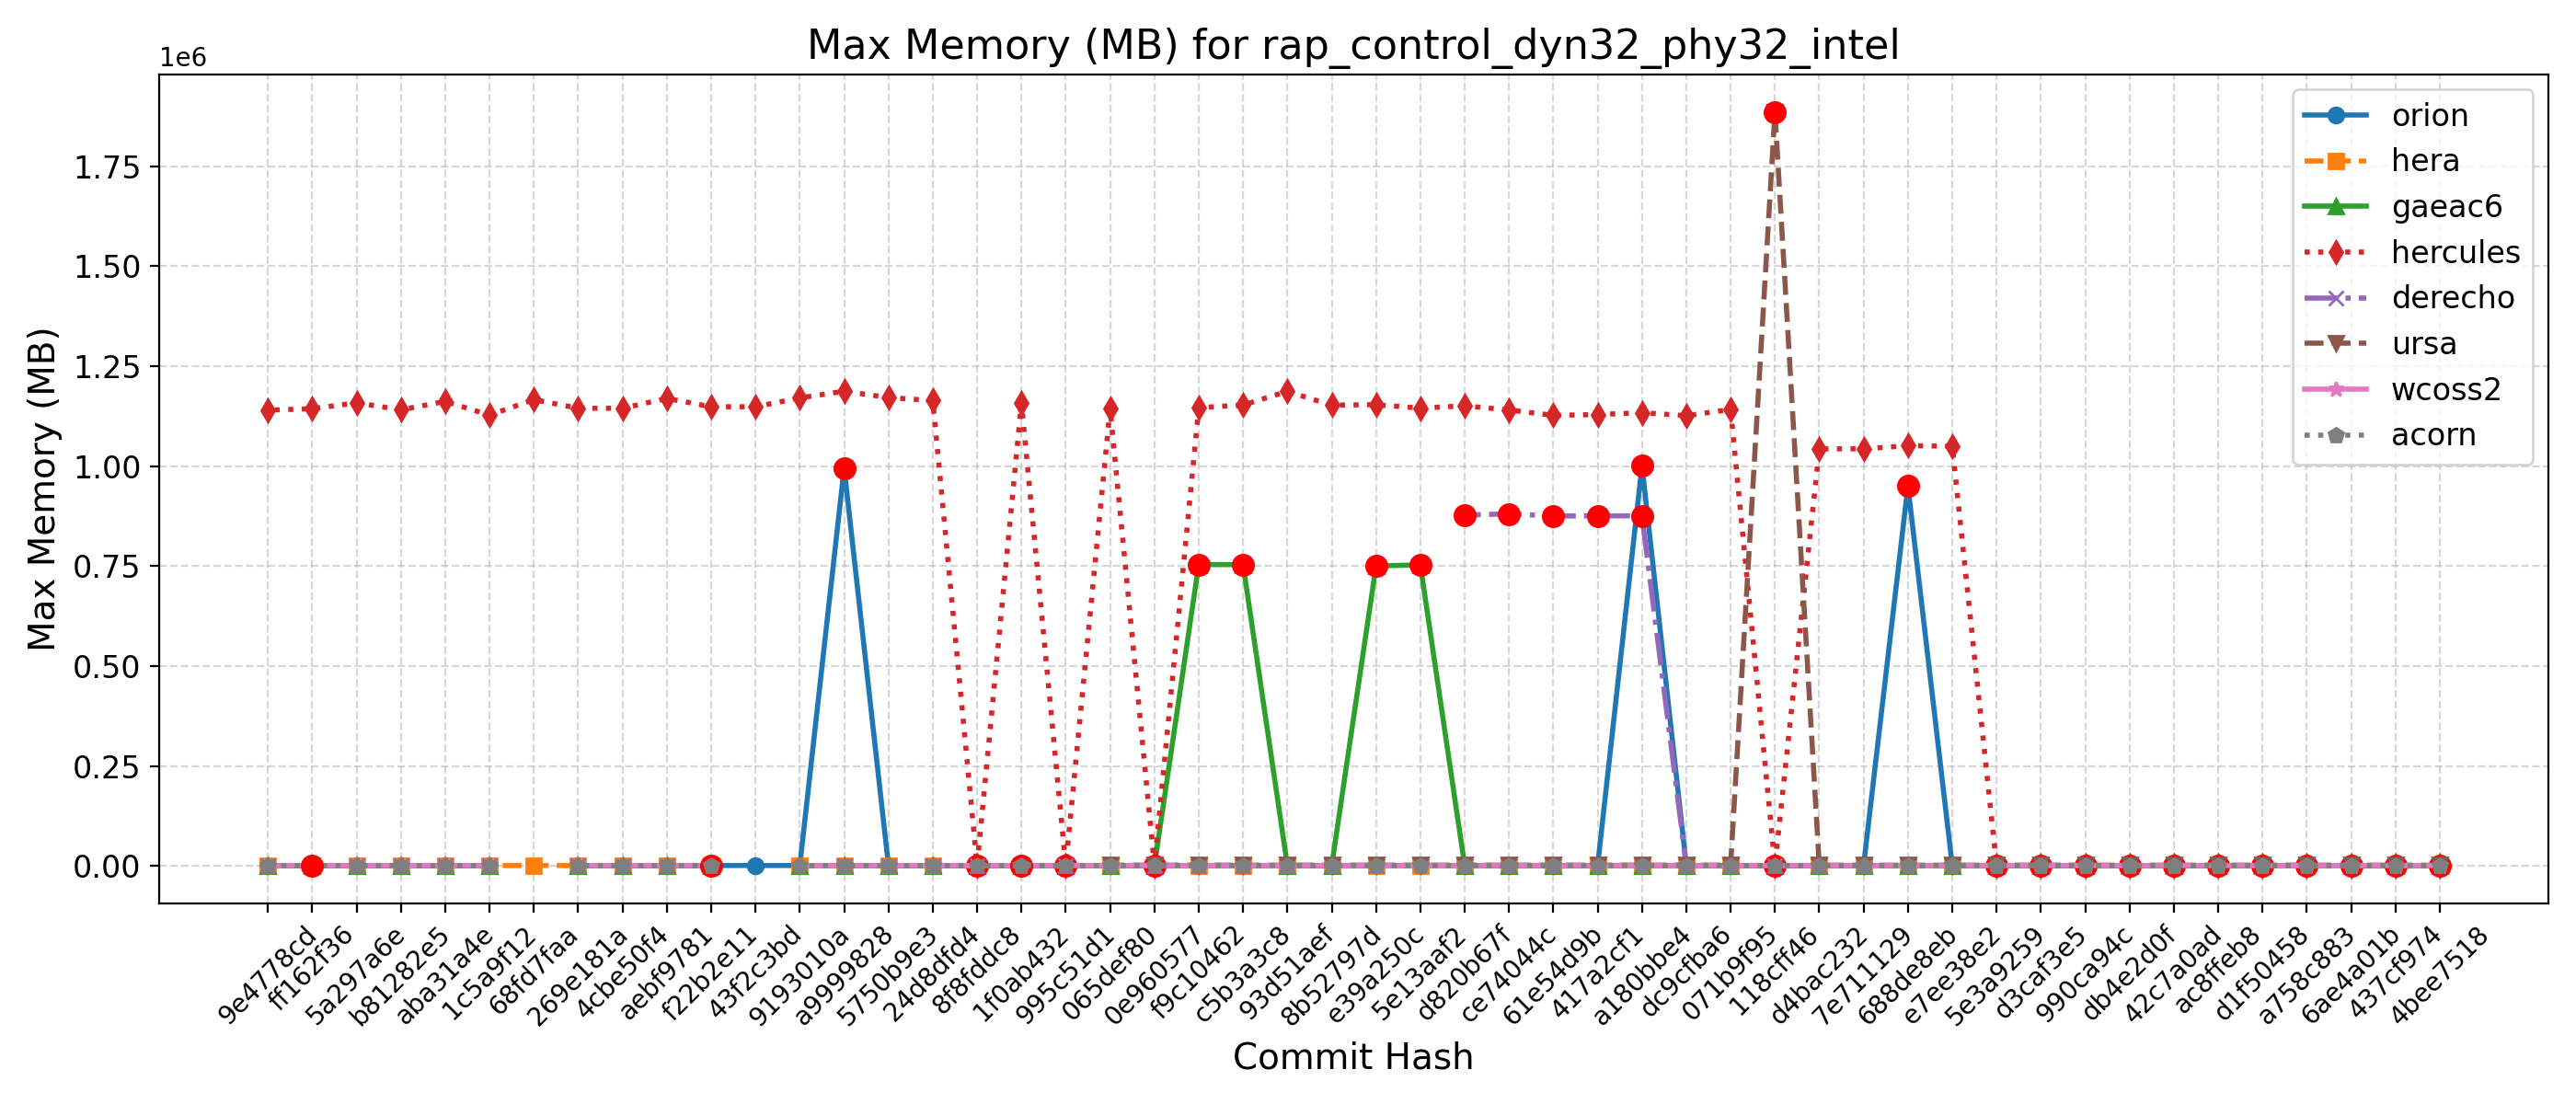 Max Memory (MB) for rap_control_dyn32_phy32_intel
1e6
1.75
1.50
1.25
1.00
0.75
0.50
0.25
0.00
Max Memory (MB)
orion
hera
gaeac6
hercules
derecho
ursa
wcoss2
acorn
9e4778cd
ff162f36
5a297a6e
b81282e5
aba31a4e
1c5a9f12
68fd7faa
269e181a
4cbe50f4
aebf9781
f22b2e11
43f2c3bd
9193010a
a9999828
5750b9e3
24d8dfd4
8f8fddc8
1f0ab432
995c51d1
065def80
0e960577
f9c10462
c5b3a3c8
93d51aef
8b52797d
e39a250c
5e13aaf2
d820b67f
ce74044c
61e54d9b
417a2cf1
a180bbe4
dc9cfba6
071b9f95
118cff46
d4bac232
7e711129
688de8eb
e7ee38e2
5e3a9259
d3caf3e5
990ca94c
db4e2d0f
42c7a0ad
ac8ffeb8
d1f50458
a758c883
6ae4a01b
437cf974
4bee7518
Commit Hash